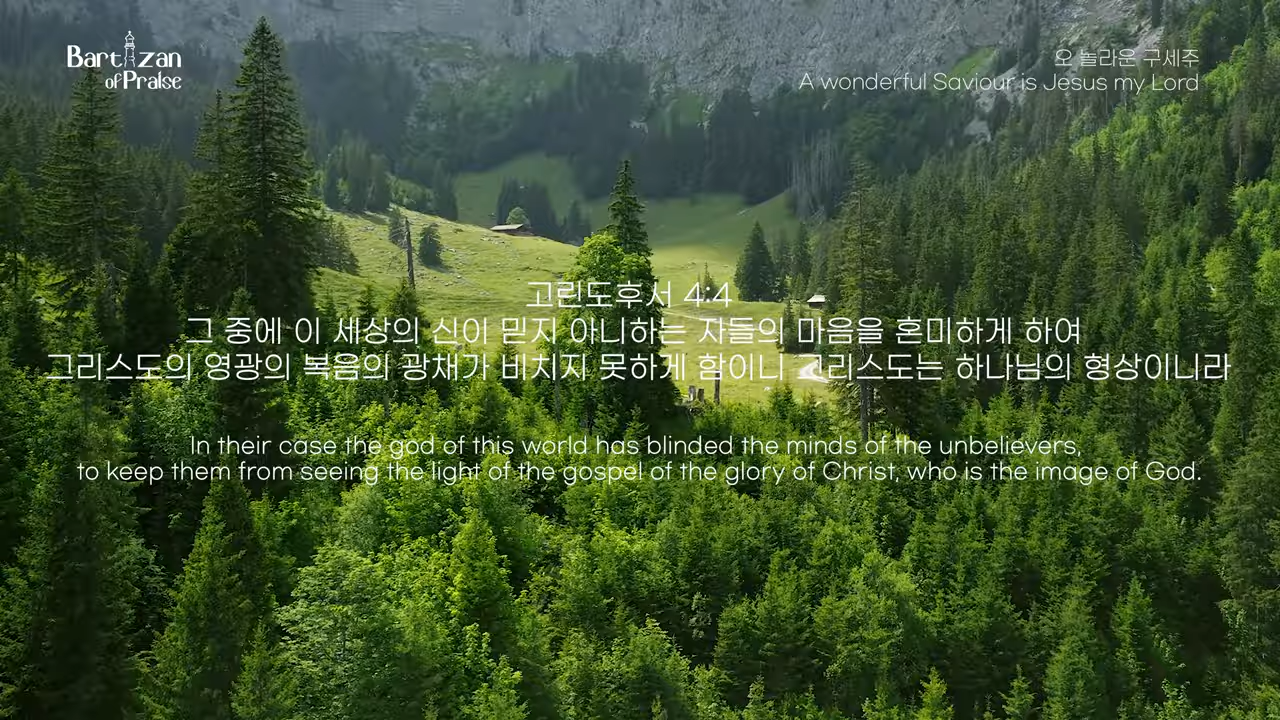 Bartizan
of Praise
오 놀라운 구세주
A wonderful Saviour is Jesus my Lord
고린도후서 4:4
그 중에 이 세상의 신이 믿지 아니하는 자들의 마음을 혼미하게 하여
그리스도의 영광의 복음의 광채가 비치지 못하게 함이니 그리스도는 하나님의 형상이니라
In their case the god of this world has blinded the minds of the unbelievers,
to keep them from seeing the light of the gospel of the glory of Christ, who is the image of God.